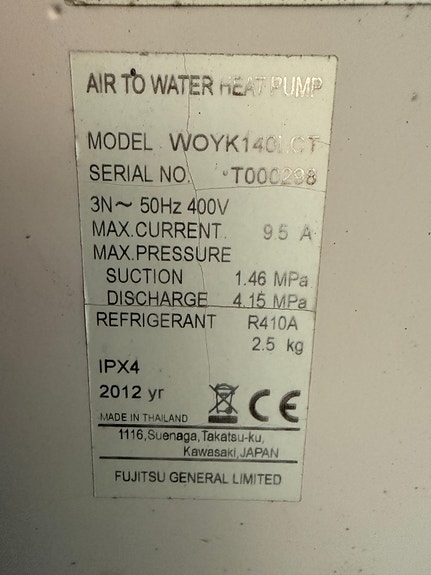 AIR TO WATER HEAT PUMP
MODEL WOYK140LCT
SERIAL NO. T000298
3N~ 50Hz 400V
MAX.CURRENT 9.5 A
MAX.PRESSURE
SUCTION 1.46 MPa
DISCHARGE 4.15 MPa
REFRIGERANT R410A
2.5 kg
IPX4
2012 yr
CE
MADE IN THAILAND
1116,Suenaga,Takatsu-ku,
Kawasaki,JAPAN
FUJITSU GENERAL LIMITED